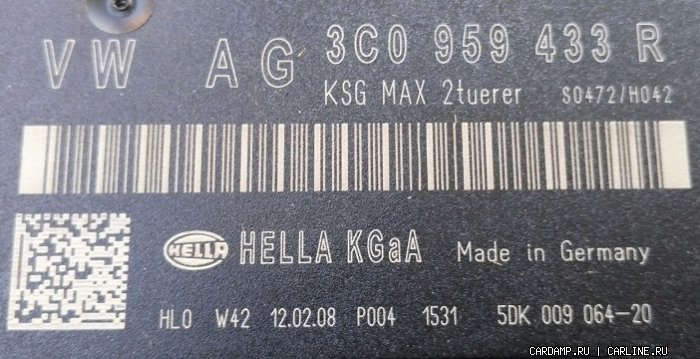 VW AG 3C0 959 433 R
KSG MAX 2tuerer S0472/H042
HELLA HELLA KGaA Made in Germany
HLO W42 12.02.08 P004 1531 5DK 009 064-20
CARDAMP.RU | CARLINE.RU